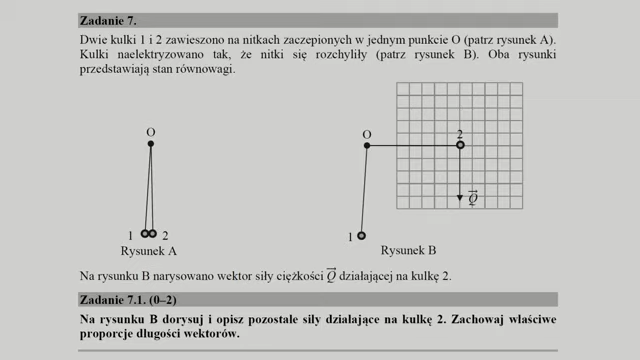 Zadanie 7.
Dwie kulki 1 i 2 zawieszono na nitkach zaczepionych w jednym punkcie O (patrz rysunek A).
Kulki naelektryzowano tak, że nitki się rozchyliły (patrz rysunek B). Oba rysunki
przedstawiają stan równowagi.
O
1 2
Rysunek A
O
2
Q
1
Rysunek B
Na rysunku B narysowano wektor siły ciężkości Q działającej na kulkę 2.
Zadanie 7.1. (0–2)
Na rysunku B dorysuj i opisz pozostałe siły działające na kulkę 2. Zachowaj właściwe
proporcje długości wektorów.